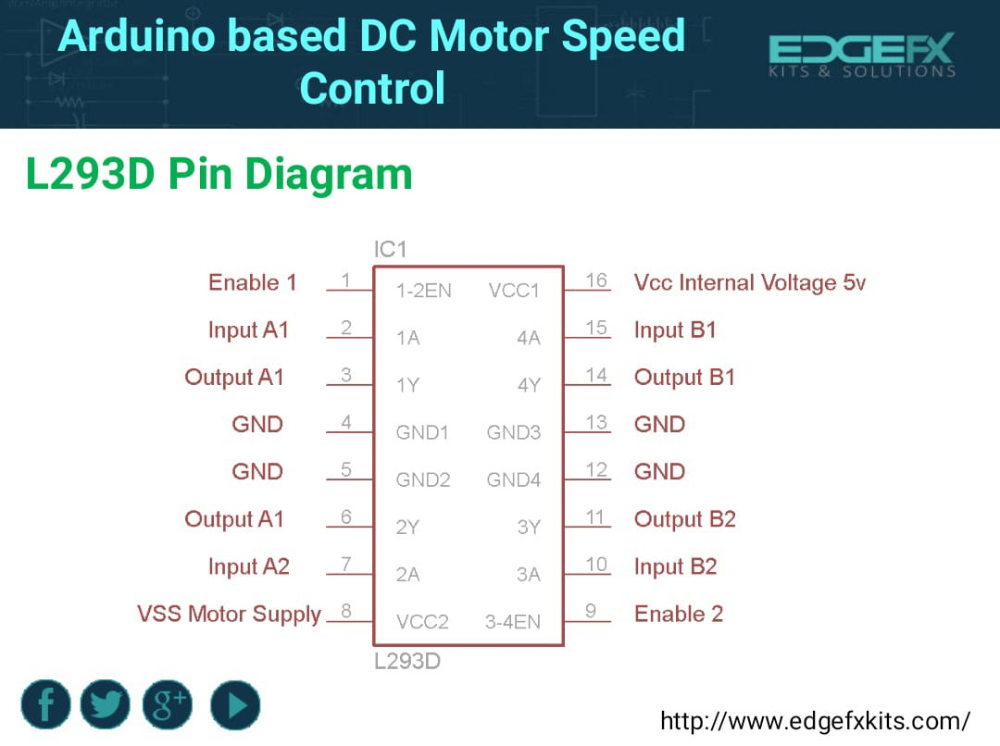 Arduino based DC Motor Speed
Control
EDGEFX
KITS & SOLUTIONS
L293D Pin Diagram
IC1
Enable 1 1 1-2EN VCC1 16 Vcc Internal Voltage 5v
Input A1 2 1A 4A 15 Input B1
Output A1 3 1Y 4Y 14 Output B1
GND 4 GND1 GND3 13 GND
GND 5 GND2 GND4 12 GND
Output A1 6 2Y 3Y 11 Output B2
Input A2 7 2A 3A 10 Input B2
VSS Motor Supply 8 VCC2 3-4EN 9 Enable 2
L293D
f g+
http://www.edgefxkits.com/